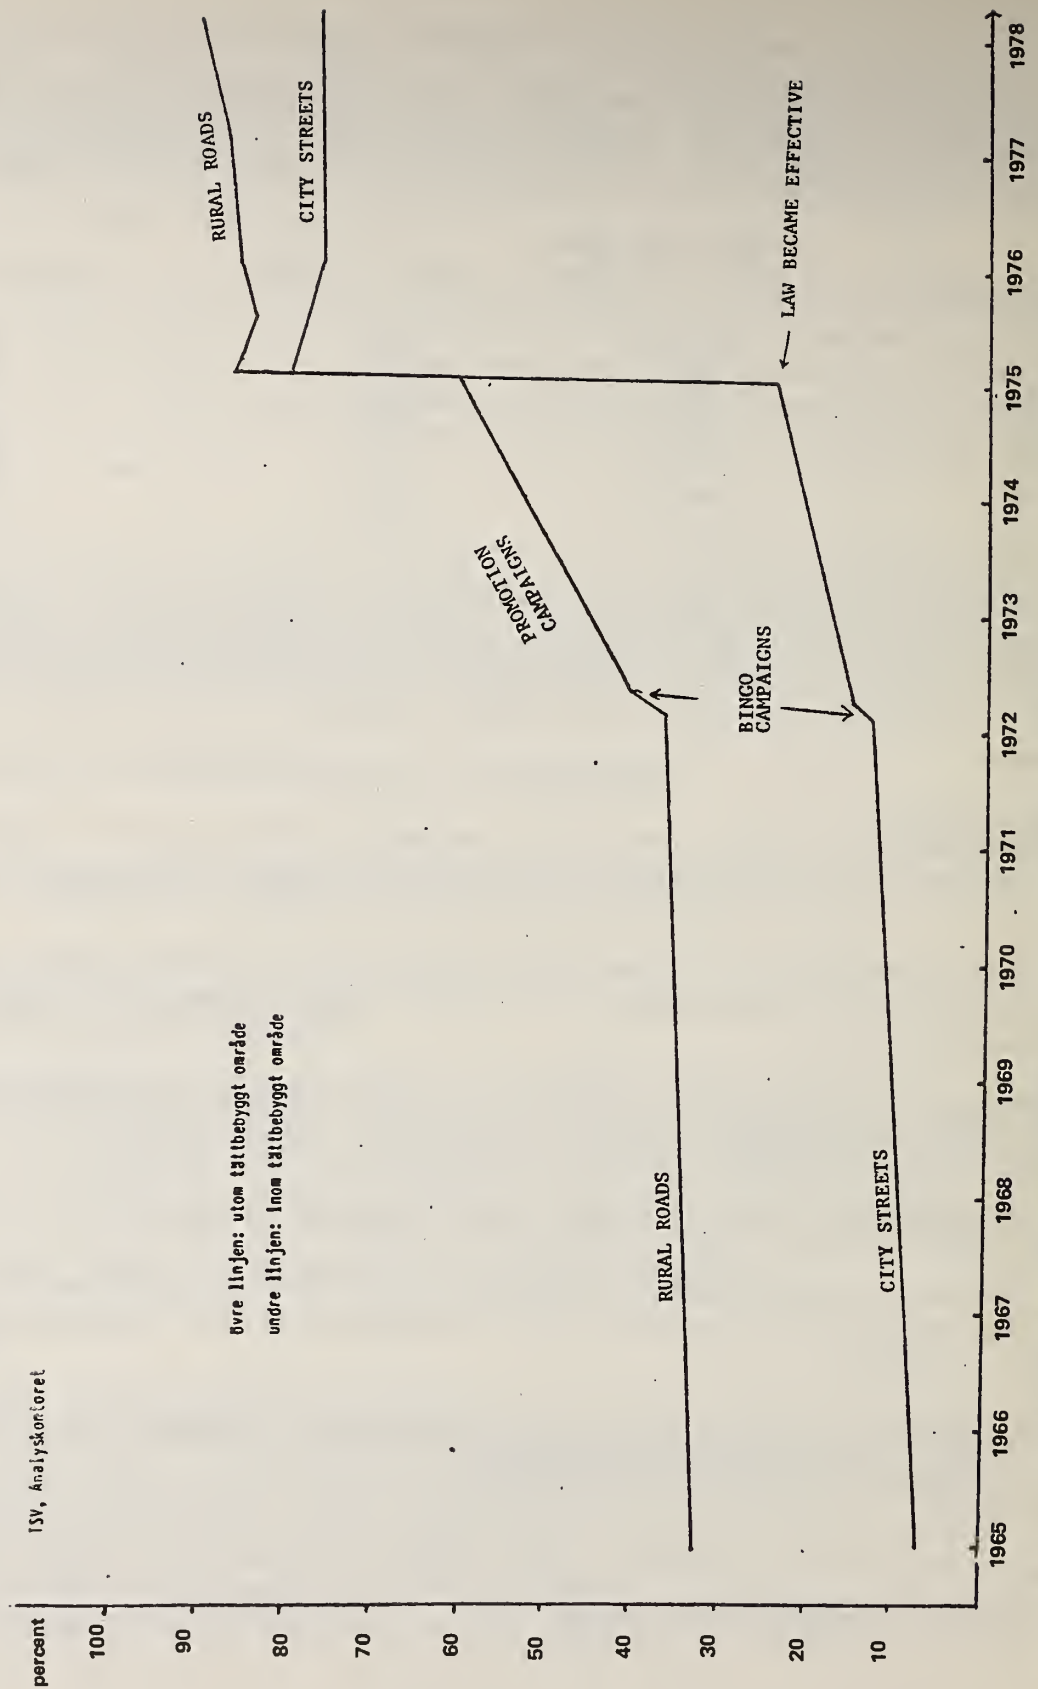 percent
TSV, Analyskontoret
100
90
80
70
60
50
40
30
20
10
övre linjen: utom tättbebyggt område
undre linjen: inom tättbebyggt område
RURAL ROADS
CITY STREETS
PROMOTION
CAMPAIGNS
BINGO
CAMPAIGNS
RURAL ROADS
CITY STREETS
LAW BECAME EFFECTIVE
1965
1966
1967
1968
1969
1970
1971
1972
1973
1974
1975
1976
1977
1978